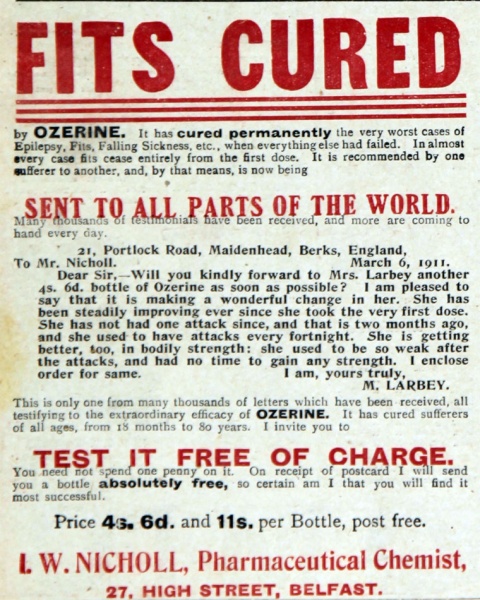 FITS CURED
by OZERINE. It has cured permanently the very worst cases of
Epilepsy, Fits, Falling Sickness, etc., when everything else had failed. In almost
every case fits cease entirely from the first dose. It is recommended by one
sufferer to another, and, by that means, is now being
SENT TO ALL PARTS OF THE WORLD.
Many thousands of testimonials have been received, and more are coming to
hand every day.
21, Portlock Road, Maidenhead, Berks, England,
To Mr. Nicholl. March 6, 1911.
Dear Sir,—Will you kindly forward to Mrs. Larbey another
4s. 6d. bottle of Ozerine as soon as possible? I am pleased to
say that it is making a wonderful change in her. She has
been steadily improving ever since she took the very first dose.
She has not had one attack since, and that is two months ago,
and she used to have attacks every fortnight. She is getting
better, too, in bodily strength: she used to be so weak after
the attacks, and had no time to gain any strength. I enclose
order for same. I am, yours truly,
M. LARBEY.
This is only one from many thousands of letters which have been received, all
testifying to the extraordinary efficacy of OZERINE. It has cured sufferers
of all ages, from 18 months to 80 years. I invite you to
TEST IT FREE OF CHARGE.
You need not spend one penny on it. On receipt of postcard I will send
you a bottle absolutely free, so certain am I that you will find it
most successful.
Price 4s. 6d. and 11s. per Bottle, post free.
I. W. NICHOLL, Pharmaceutical Chemist,
27, HIGH STREET, BELFAST.